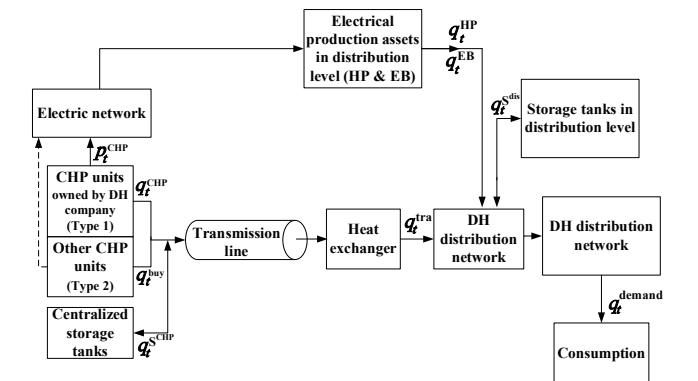 Electrical
production assets
in distribution
level (HP & EB)
q_t^HP
q_t^EB
Electric network
q_t^S^dis
Storage tanks in
distribution level
p_t^CHP
CHP units
owned by DH
company
(Type 1)
q_t^CHP
Other CHP
units
(Type 2)
q_t^buy
Transmission
line
Heat
exchanger
q_t^tra
DH
distribution
network
DH distribution
network
Centralized
storage
tanks
q_t^S^CHP
q_t^demand
Consumption